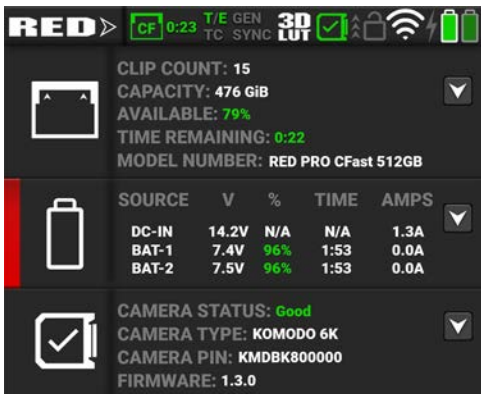 RED CF 0:23 T/E GEN 3D
TC SYNC LUT
CLIP COUNT: 15
CAPACITY: 476 GiB
AVAILABLE: 79%
TIME REMAINING: 0:22
MODEL NUMBER: RED PRO CFast 512GB
SOURCE V % TIME AMPS
DC-IN 14.2V N/A N/A 1.3A
BAT-1 7.4V 96% 1:53 0.0A
BAT-2 7.5V 96% 1:53 0.0A
CAMERA STATUS: Good
CAMERA TYPE: KOMODO 6K
CAMERA PIN: KMDBK800000
FIRMWARE: 1.3.0